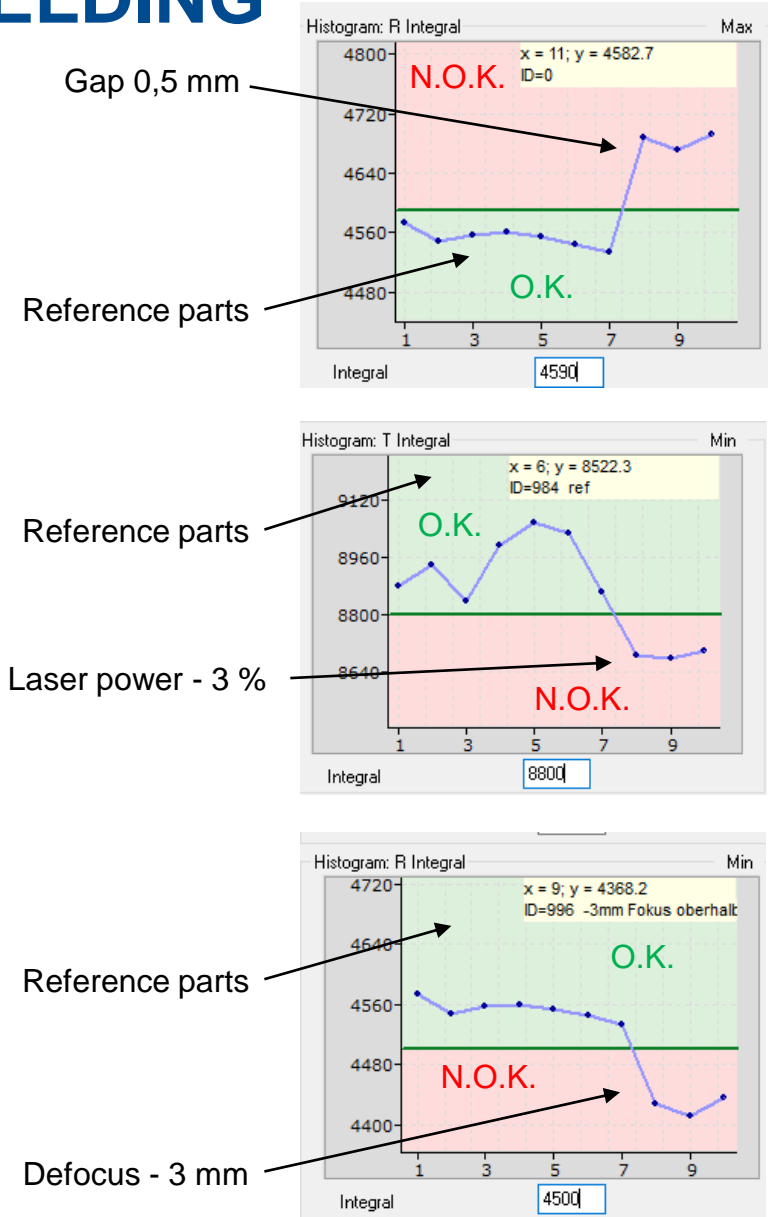 Histogram: R Integral Max
4800
4720
4640
4560
4480
x = 11; y = 4582.7
ID=0
N.O.K.
O.K.
Gap 0,5 mm
Reference parts
1 3 5 7 9
Integral 4590
Histogram: T Integral Min
9120
8960
8800
8640
x = 6; y = 8522.3
ID=984 ref
O.K.
N.O.K.
Reference parts
Laser power - 3 %
1 3 5 7 9
Integral 8800
Histogram: R Integral Min
4720
4640
4560
4480
4400
x = 9; y = 4368.2
ID=996 -3mm Fokus oberhalb
O.K.
N.O.K.
Reference parts
Defocus - 3 mm
1 3 5 7 9
Integral 4500